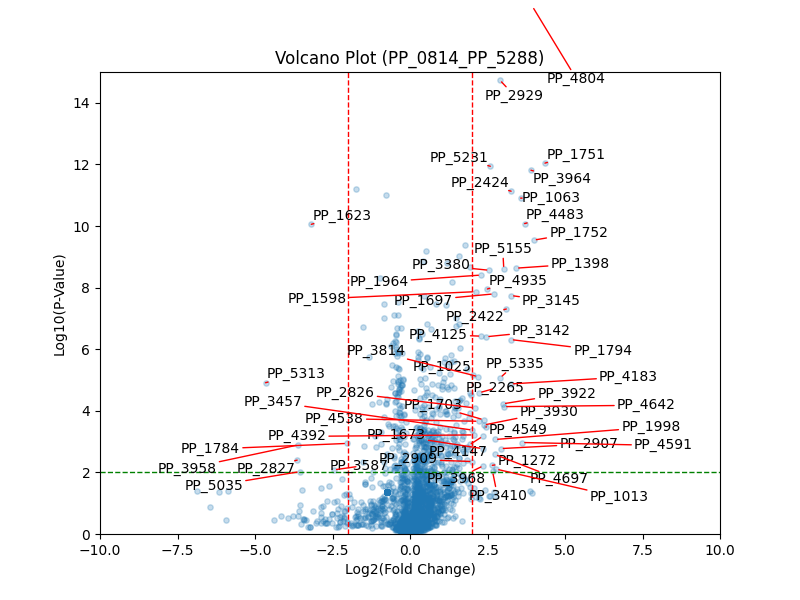 Volcano Plot (PP_0814_PP_5288)
PP_4804
PP_2929
PP_5231
PP_1751
PP_3964
PP_2424
PP_1063
PP_1623
PP_4483
PP_1752
PP_5155
PP_3380
PP_1398
PP_1964
PP_4935
PP_1598
PP_1697
PP_3145
PP_2422
PP_4125
PP_3142
PP_3814
PP_1794
PP_1025
PP_5335
PP_5313
PP_4183
PP_2826
PP_2265
PP_3922
PP_3457
PP_1703
PP_4642
PP_4538
PP_3930
PP_4392
PP_1673
PP_4549
PP_1998
PP_1784
PP_4147
PP_2907
PP_4591
PP_2909
PP_1272
PP_3958
PP_2827
PP_3587
PP_5035
PP_3968
PP_4697
PP_3410
PP_1013
14
12
10
8
6
4
2
0
−10.0
−7.5
−5.0
−2.5
0.0
2.5
5.0
7.5
10.0
Log2(Fold Change)
Log10(P-Value)